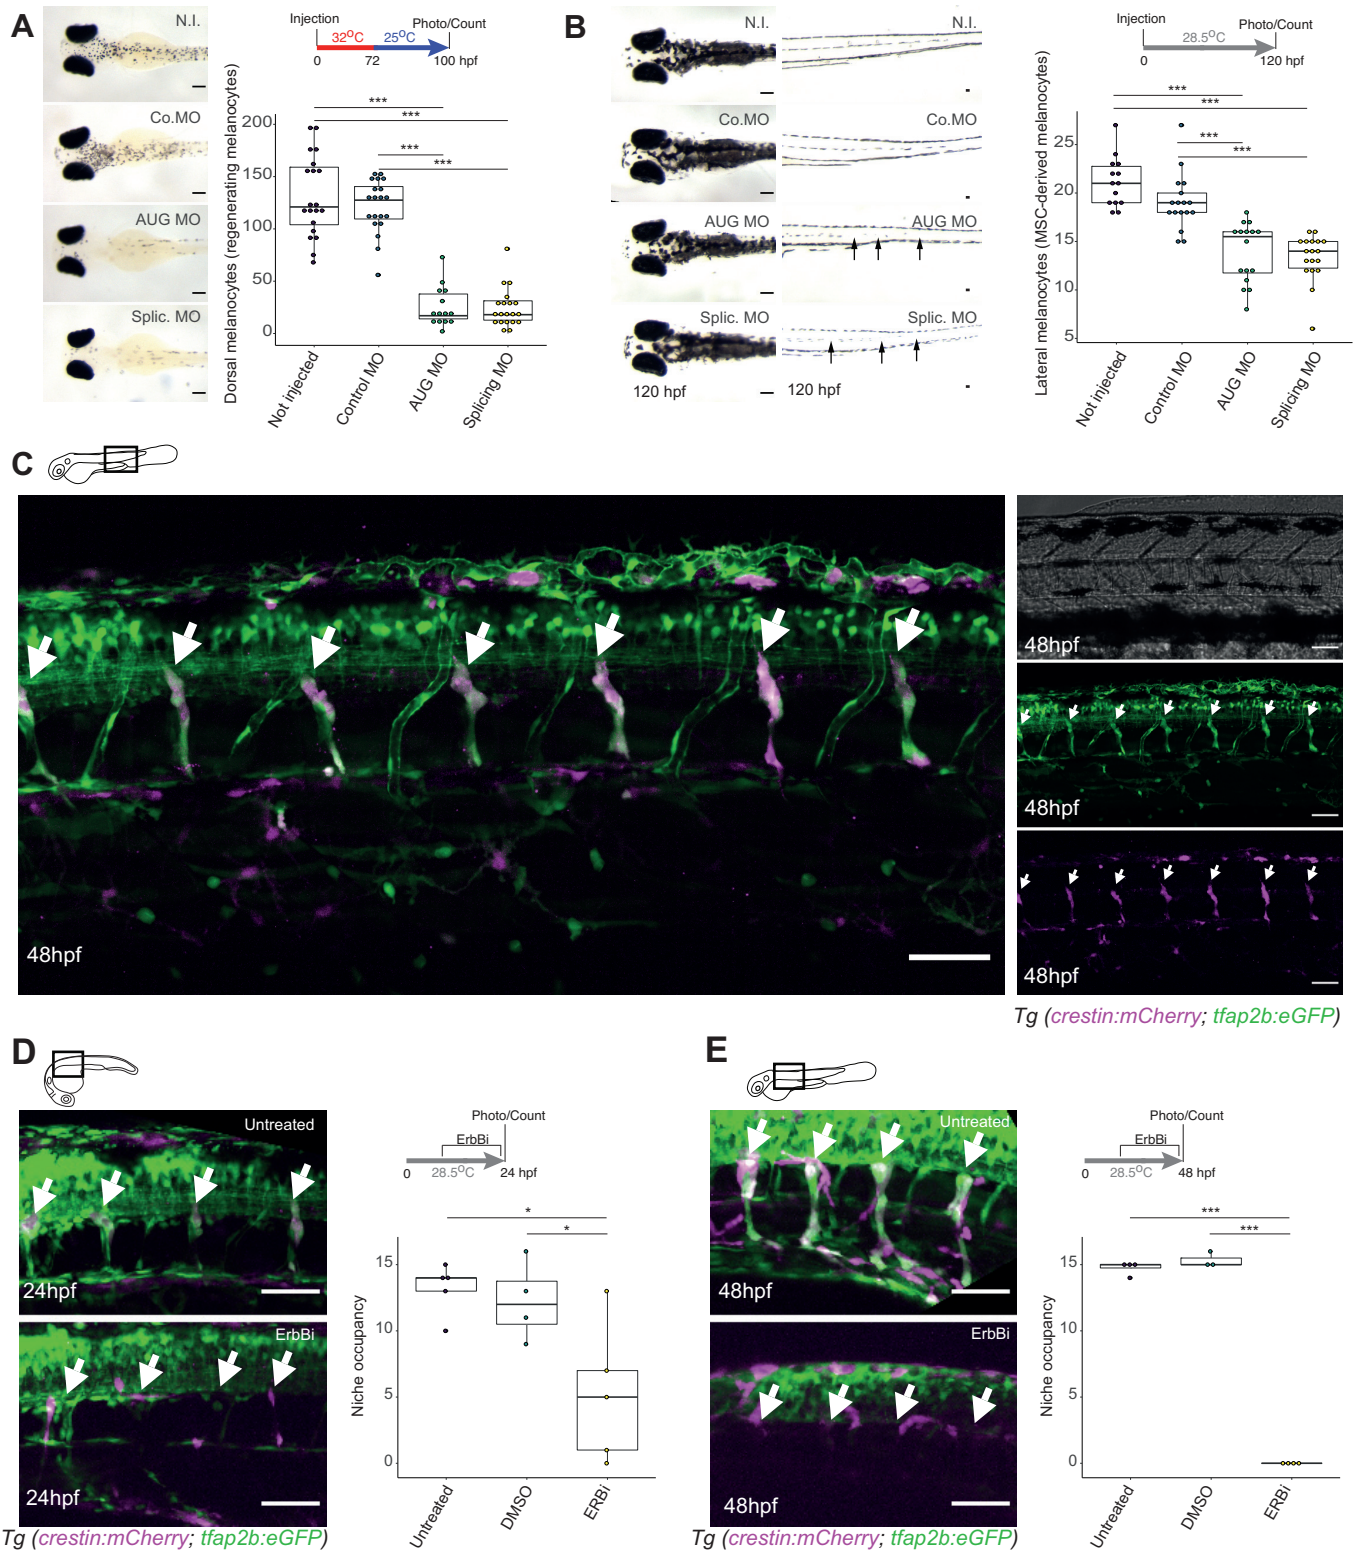 A
N.I.
Co.MO
AUG MO
Splic. MO
Injection
Photo/Count
32°C
25°C
0
72
100 hpf
Dorsal melanocytes (regenerating melanocytes)
200
150
100
50
0
***
***
***
***
Not injected
Control MO
AUG MO
Splicing MO
B
N.I.
N.I.
Co.MO
Co.MO
AUG MO
AUG MO
Splic. MO
Splic. MO
120 hpf
120 hpf
Injection
Photo/Count
28.5°C
0
120 hpf
Lateral melanocytes (MSC-derived melanocytes)
25
20
15
10
5
***
***
***
***
Not injected
Control MO
AUG MO
Splicing MO
C
48hpf
48hpf
48hpf
48hpf
Tg (crestin:mCherry; tfap2b:eGFP)
D
Untreated
24hpf
ErbBi
24hpf
Tg (crestin:mCherry; tfap2b:eGFP)
Photo/Count
ErbBi
0
28.5°C
24 hpf
*
*
Niche occupancy
15
10
5
0
Untreated
DMSO
ERBi
E
Untreated
48hpf
ErbBi
48hpf
Tg (crestin:mCherry; tfap2b:eGFP)
Photo/Count
ErbBi
0
28.5°C
48 hpf
***
***
Niche occupancy
15
10
5
0
Untreated
DMSO
ERBi